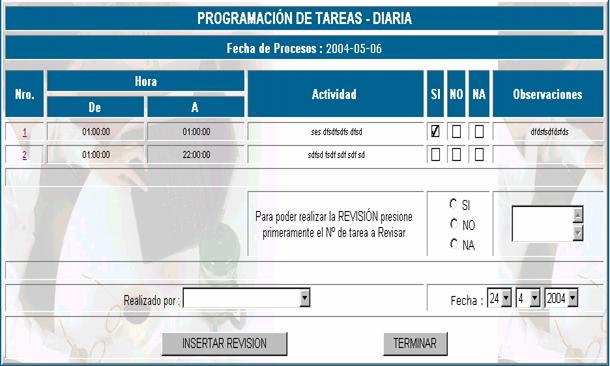 PROGRAMACIÓN DE TAREAS - DIARIA
Fecha de Procesos : 2004-05-06
Nro. Hora Actividad SI NO NA Observaciones
De A
1 01:00:00 01:00:00 ses dfsdfsdfs dfsd dfdsfsdfdsfds
2 01:00:00 22:00:00 sdfsd fsdf sdf sdf sd
Para poder realizar la REVISIÓN presione
primeramente el Nº de tarea a Revisar
SI
NO
NA
Realizado por : Fecha : 24 4 2004
INSERTAR REVISION TERMINAR